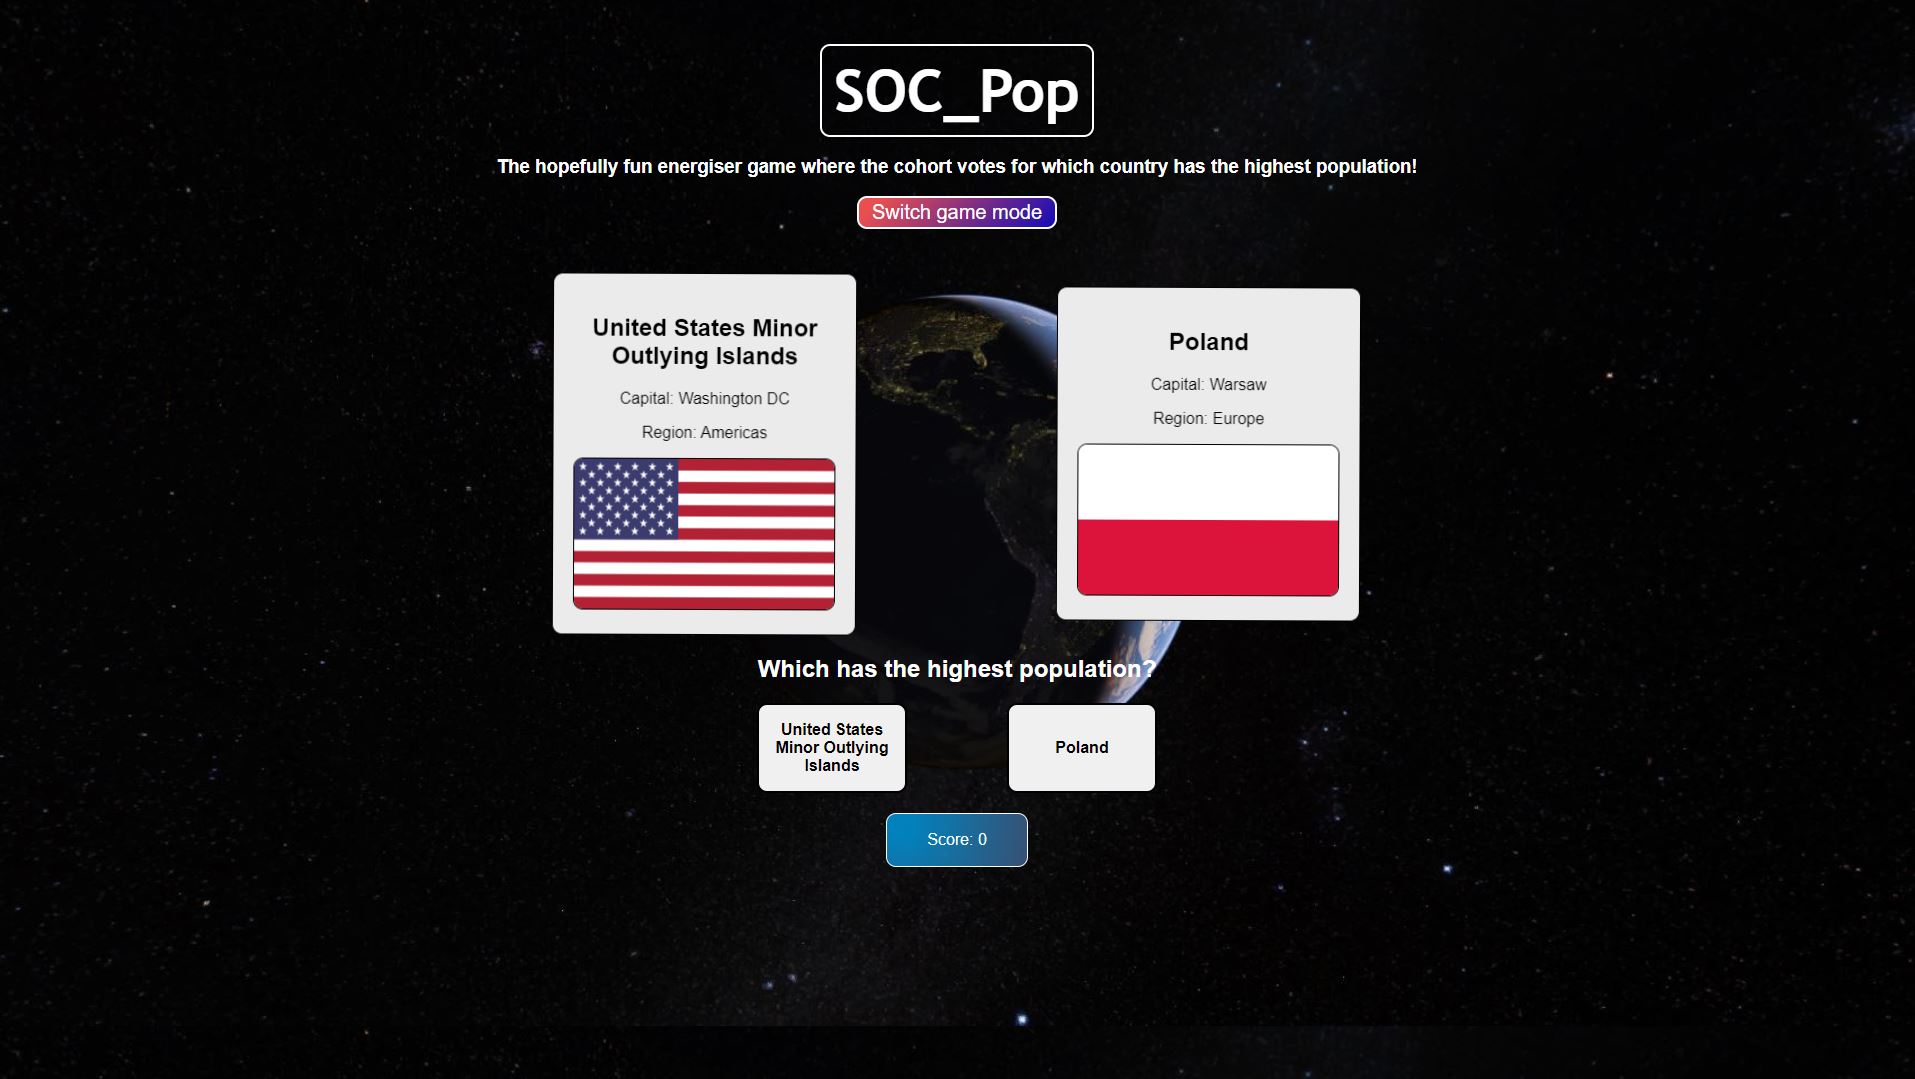 SOC_Pop
The hopefully fun energiser game where the cohort votes for which country has the highest population!
Switch game mode
United States Minor
Outlying Islands
Capital: Washington DC
Region: Americas
Poland
Capital: Warsaw
Region: Europe
Which has the highest population?
United States
Minor Outlying
Islands
Poland
Score: 0